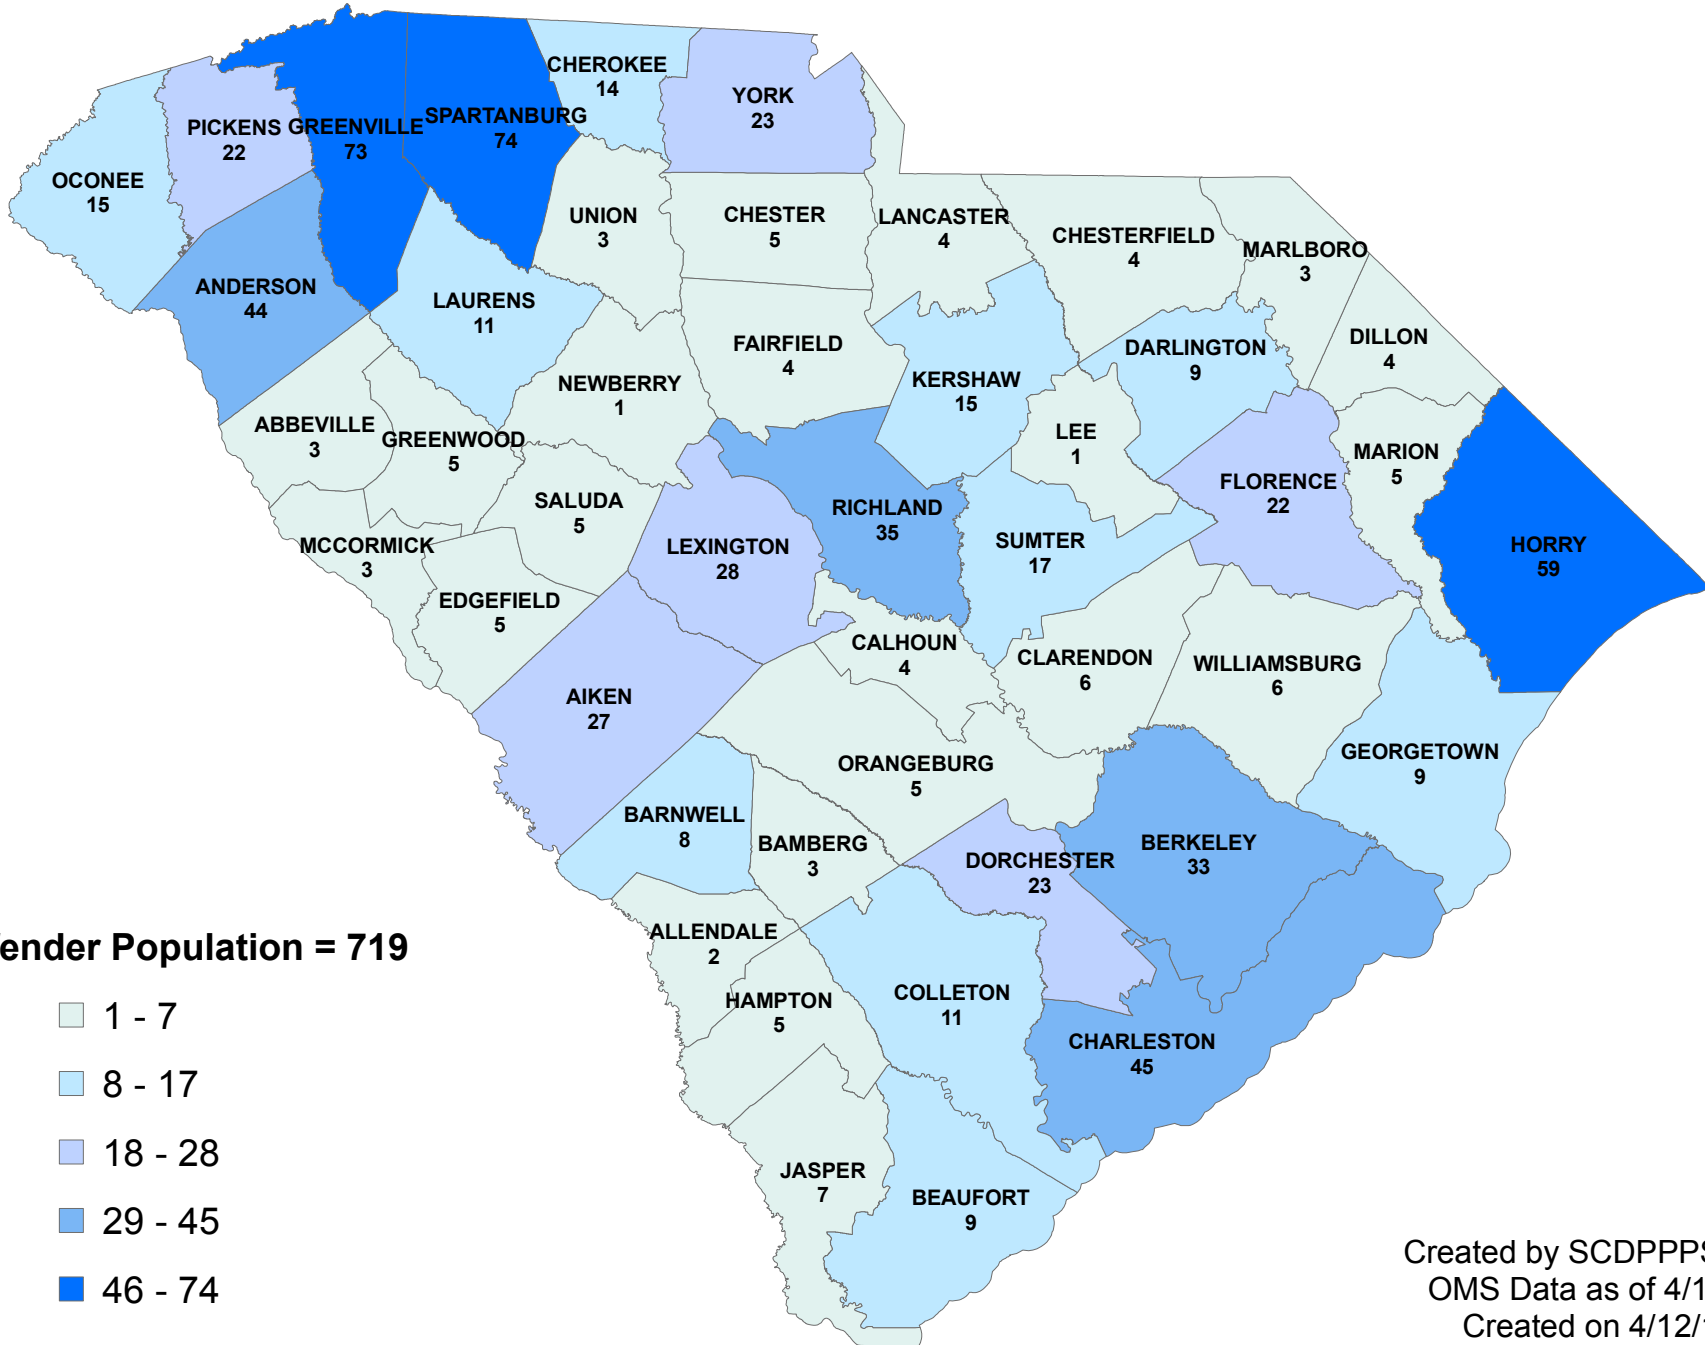 CHEROKEE
14
YORK
23
SPARTANBURG
74
PICKENS
22
GREENVILLE
73
OCONEE
15
UNION
3
CHESTER
5
LANCASTER
4
CHESTERFIELD
4
MARLBORO
3
ANDERSON
44
LAURENS
11
FAIRFIELD
4
DARLINGTON
9
DILLON
4
NEWBERRY
1
KERSHAW
15
ABBEVILLE
3
GREENWOOD
5
LEE
1
MARION
5
SALUDA
5
RICHLAND
35
FLORENCE
22
MCCORMICK
3
LEXINGTON
28
SUMTER
17
HORRY
59
EDGEFIELD
5
CALHOUN
4
CLARENDON
6
WILLIAMSBURG
6
AIKEN
27
ORANGEBURG
5
GEORGETOWN
9
BARNWELL
8
BAMBERG
3
DORCHESTER
23
BERKELEY
33
ALLENDALE
2
HAMPTON
5
COLLETON
11
CHARLESTON
45
JASPER
7
BEAUFORT
9
ender Population = 719
1 - 7
8 - 17
18 - 28
29 - 45
46 - 74
Created by SCDPPPS
OMS Data as of 4/1
Created on 4/12/